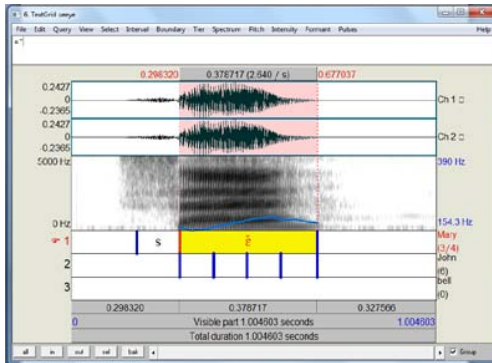 6. TextGrid seeye
File Edit Query View Select Interval Boundary Tier Spectrum Pitch Intensity Formant Pulses Help
0.298320 0.378717 (2.640 / s) 0.677037
0.2427
0
-0.2365
Ch 1
0.2427
0
-0.2365
Ch 2
5000 Hz 390 Hz
0 Hz 154.3 Hz
1 s Mary
(3/4)
2 John
(6)
3 bell
(0)
0.298320 0.378717 0.327566
0 Visible part 1.004603 seconds 1.004603
Total duration 1.004603 seconds
all in out sel bak Group